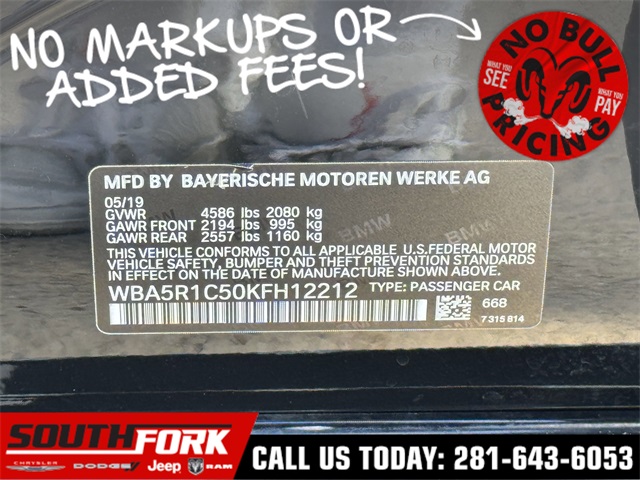 NO MARKUPS OR
ADDED FEES!
NO BULL
WHAT YOU
SEE
WHAT YOU
PAY
PRICING
MFD BY BAYERISCHE MOTOREN WERKE AG
05/19
GVWR 4586 lbs 2080 kg
GAWR FRONT 2194 lbs 995 kg
GAWR REAR 2557 lbs 1160 kg
THIS VEHICLE CONFORMS TO ALL APPLICABLE U.S.FEDERAL MOTOR
VEHICLE SAFETY, BUMPER AND THEFT PREVENTION STANDARDS
IN EFFECT ON THE DATE OF MANUFACTURE SHOWN ABOVE.
WBA5R1C50KFH12212 TYPE: PASSENGER CAR
668
7 315 814
BMW
BMW
BMW
SOUTHFORK
CHRYSLER DODGE Jeep RAM
CALL US TODAY: 281-643-6053